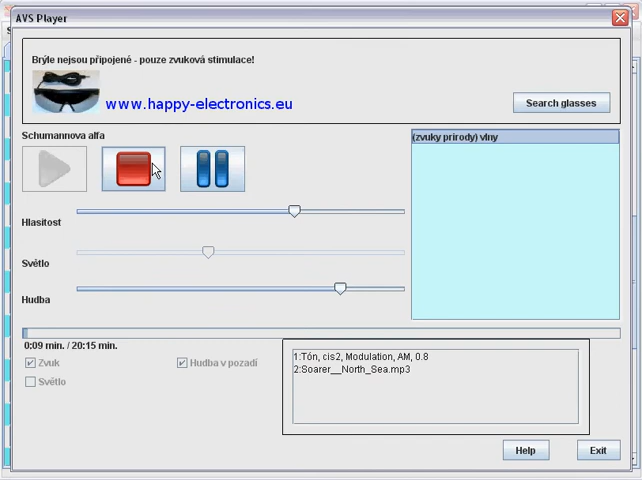 AVS Player
Brýle nejsou připojené - pouze zvuková stimulace!
www.happy-electronics.eu
Search glasses
Schumannova alfa
(zvuky prirody) vlny
Hlasitost
Světlo
Hudba
0:09 min. / 20:15 min.
Zvuk
Hudba v pozadí
Světlo
1:Tón, cis2, Modulation, AM, 0.8
2:Soarer__North_Sea.mp3
Help
Exit